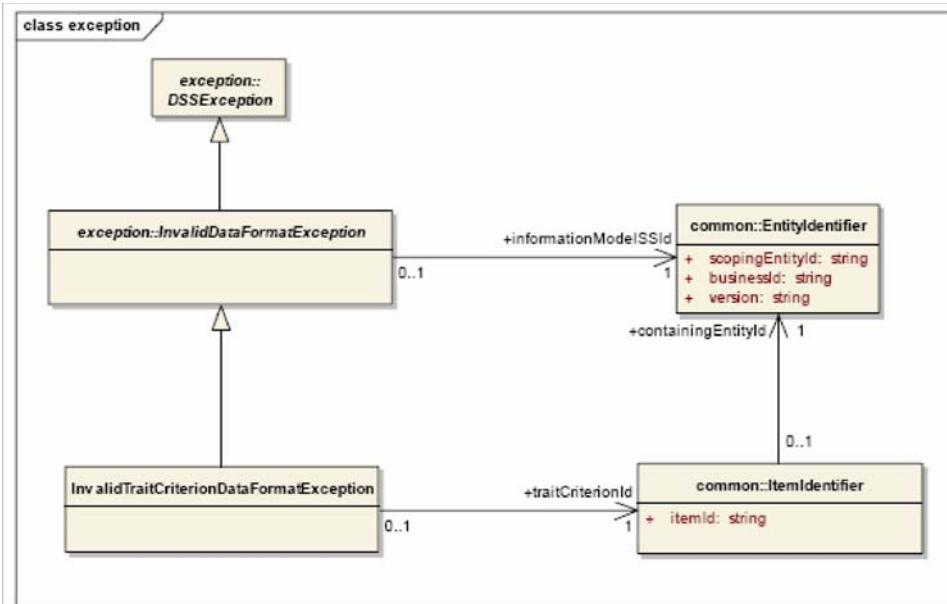 class exception
exception::
DSSException
exception::InvalidDataFormatException
+informationModelSSId
0..1
1
common::EntityIdentifier
+ scopingEntityId: string
+ businessId: string
+ version: string
+containingEntityId
1
0..1
InvalidTraitCriterionDataFormatException
+traitCriterionId
0..1
1
common::ItemIdentifier
+ itemId: string